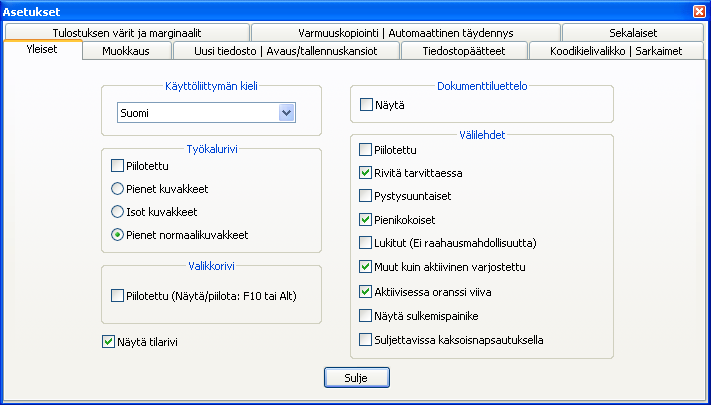 Asetukset
Tulostuksen värit ja marginaalit
Varmuuskopiointi | Automaattinen täydennys
Sekalaiset
Yleiset
Muokkaus
Uusi tiedosto | Avaus/tallennuskansiot
Tiedostopäätteet
Koodikielivalikko | Sarkaimet
Käyttöliittymän kieli
Suomi
Työkalurivi
Piilotettu
Pienet kuvakkeet
Isot kuvakkeet
Pienet normaalikuvakkeet
Valikkorivi
Piilotettu (Näytä/piilota: F10 tai Alt)
Näytä tilarivi
Dokumenttiluettelo
Näytä
Välilehdet
Piilotettu
Rivitä tarvittaessa
Pystysuuntaiset
Pienikokoiset
Lukitut (Ei raahausmahdollisuutta)
Muut kuin aktiivinen varjostettu
Aktiivisessa oranssi viiva
Näytä sulkemispainike
Suljettavissa kaksoisnapsautuksella
Sulje